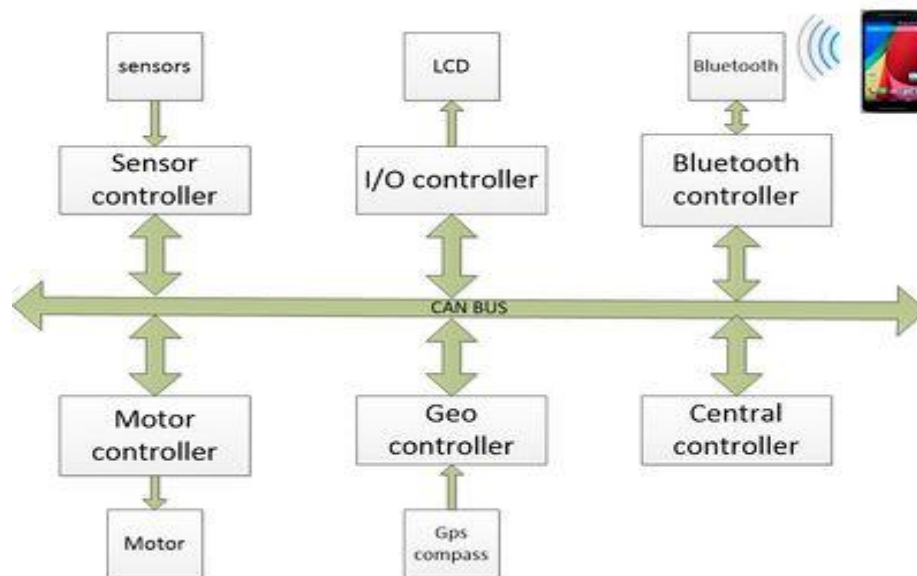 sensors
LCD
Bluetooth
Sensor
controller
I/O controller
Bluetooth
controller
CAN BUS
Motor
controller
Geo
controller
Central
controller
Motor
Gps
compass